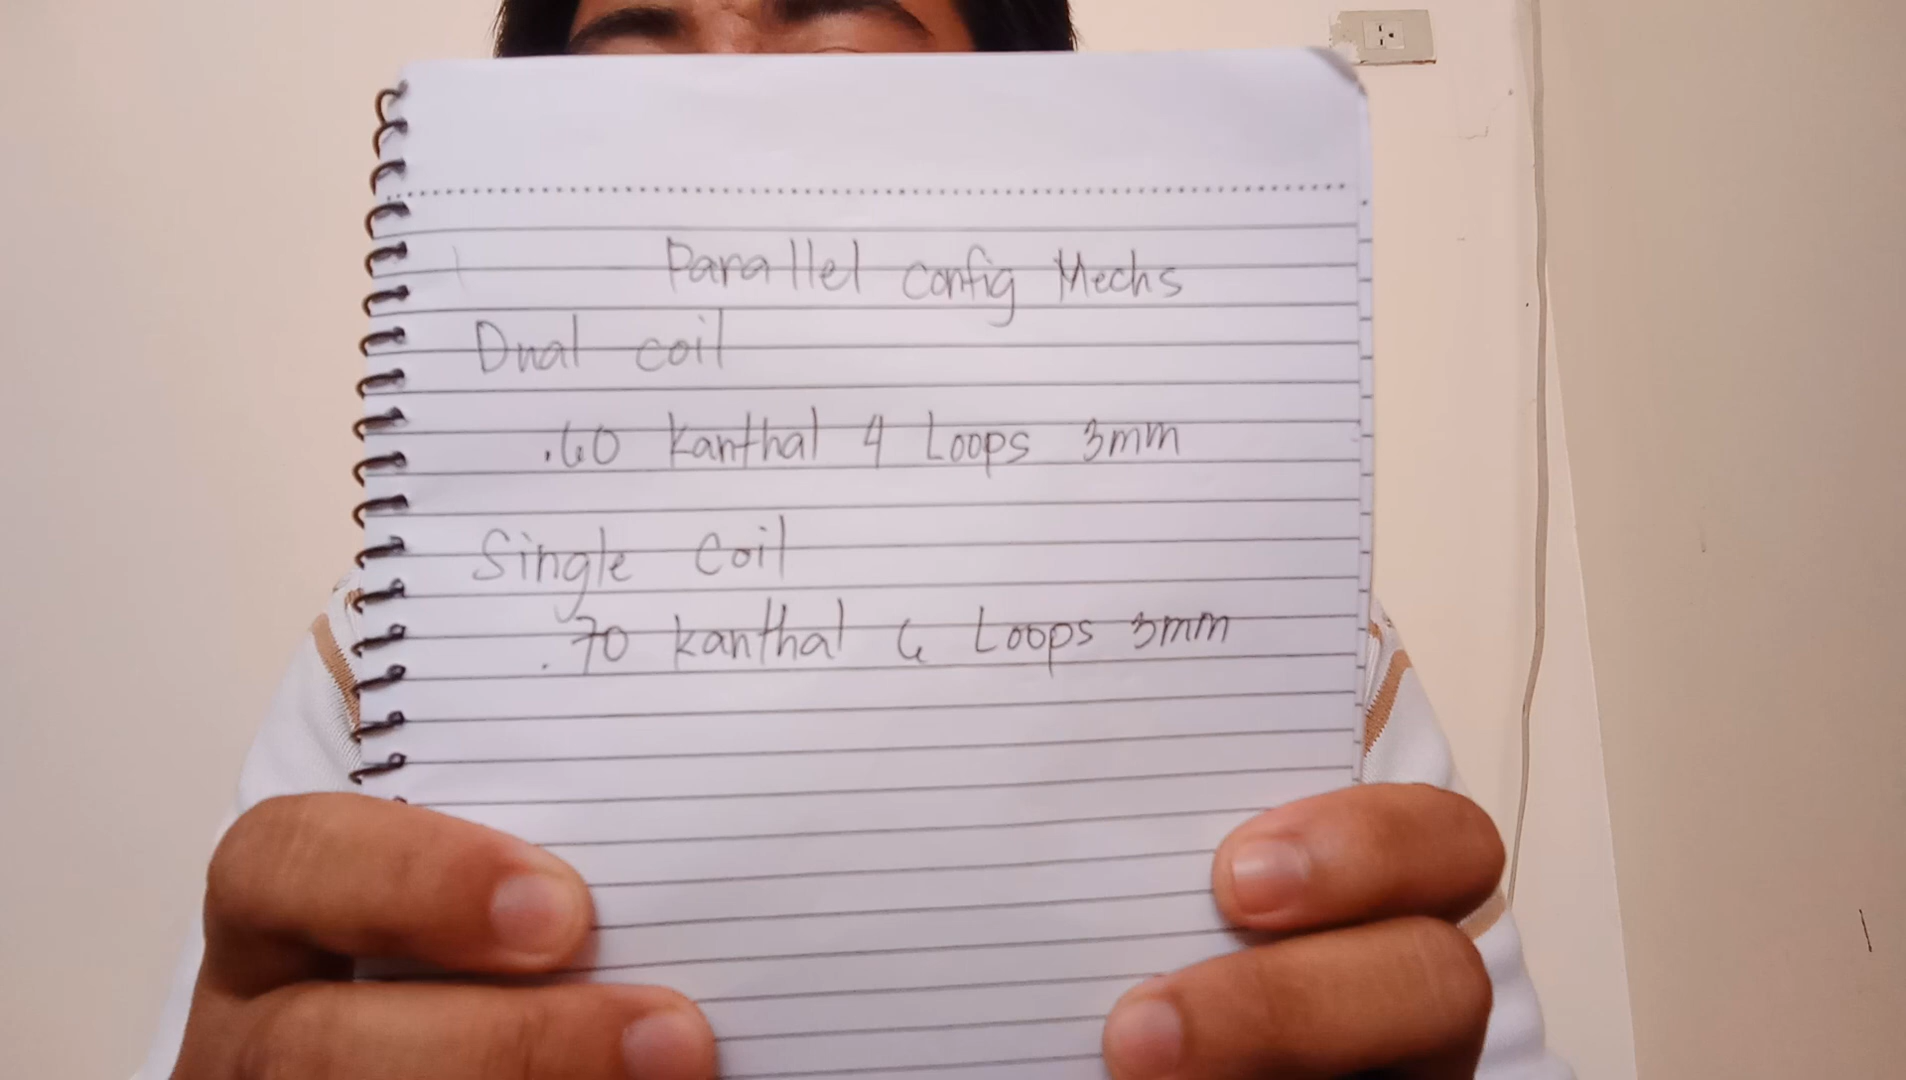 Parallel config Mechs
Dual coil
.60 kanthal 4 Loops 3mm
Single Coil
.70 kanthal 6 Loops 3mm